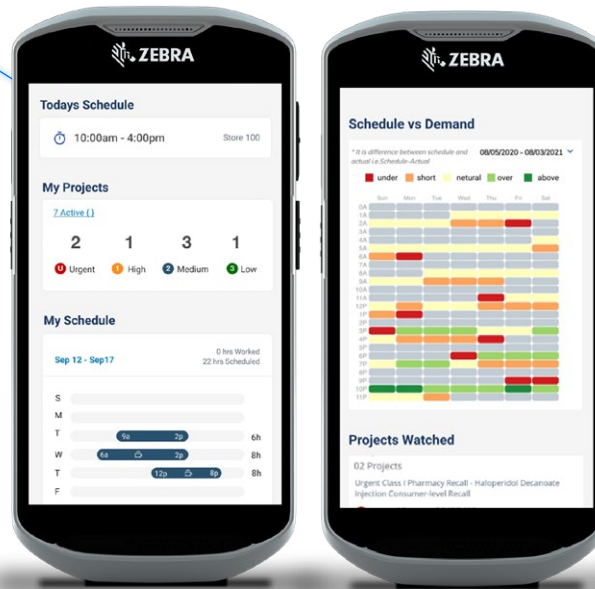 ZEBRA
Todays Schedule
10:00am - 4:00pm
Store 100
My Projects
7 Active ( )
2 1 3 1
U Urgent 1 High 2 Medium 3 Low
My Schedule
Sep 12 - Sep17
0 hrs Worked
22 hrs Scheduled
S
M
T 9a 2p 6h
W 6a 2p 8h
T 12p 8p 8h
F
ZEBRA
Schedule vs Demand
* It is difference between schedule and
actual i.e Schedule-Actual
08/05/2020 - 08/03/2021
under short netural over above
Sun Mon Tue Wed Thu Fri Sat
0A
1A
2A
3A
4A
5A
6A
7A
8A
9A
10A
11A
12P
1P
2P
3P
4P
5P
6P
7P
8P
9P
10P
11P
Projects Watched
02 Projects
Urgent Class I Pharmacy Recall - Haloperidol Decanoate
Injection Consumer-level Recall